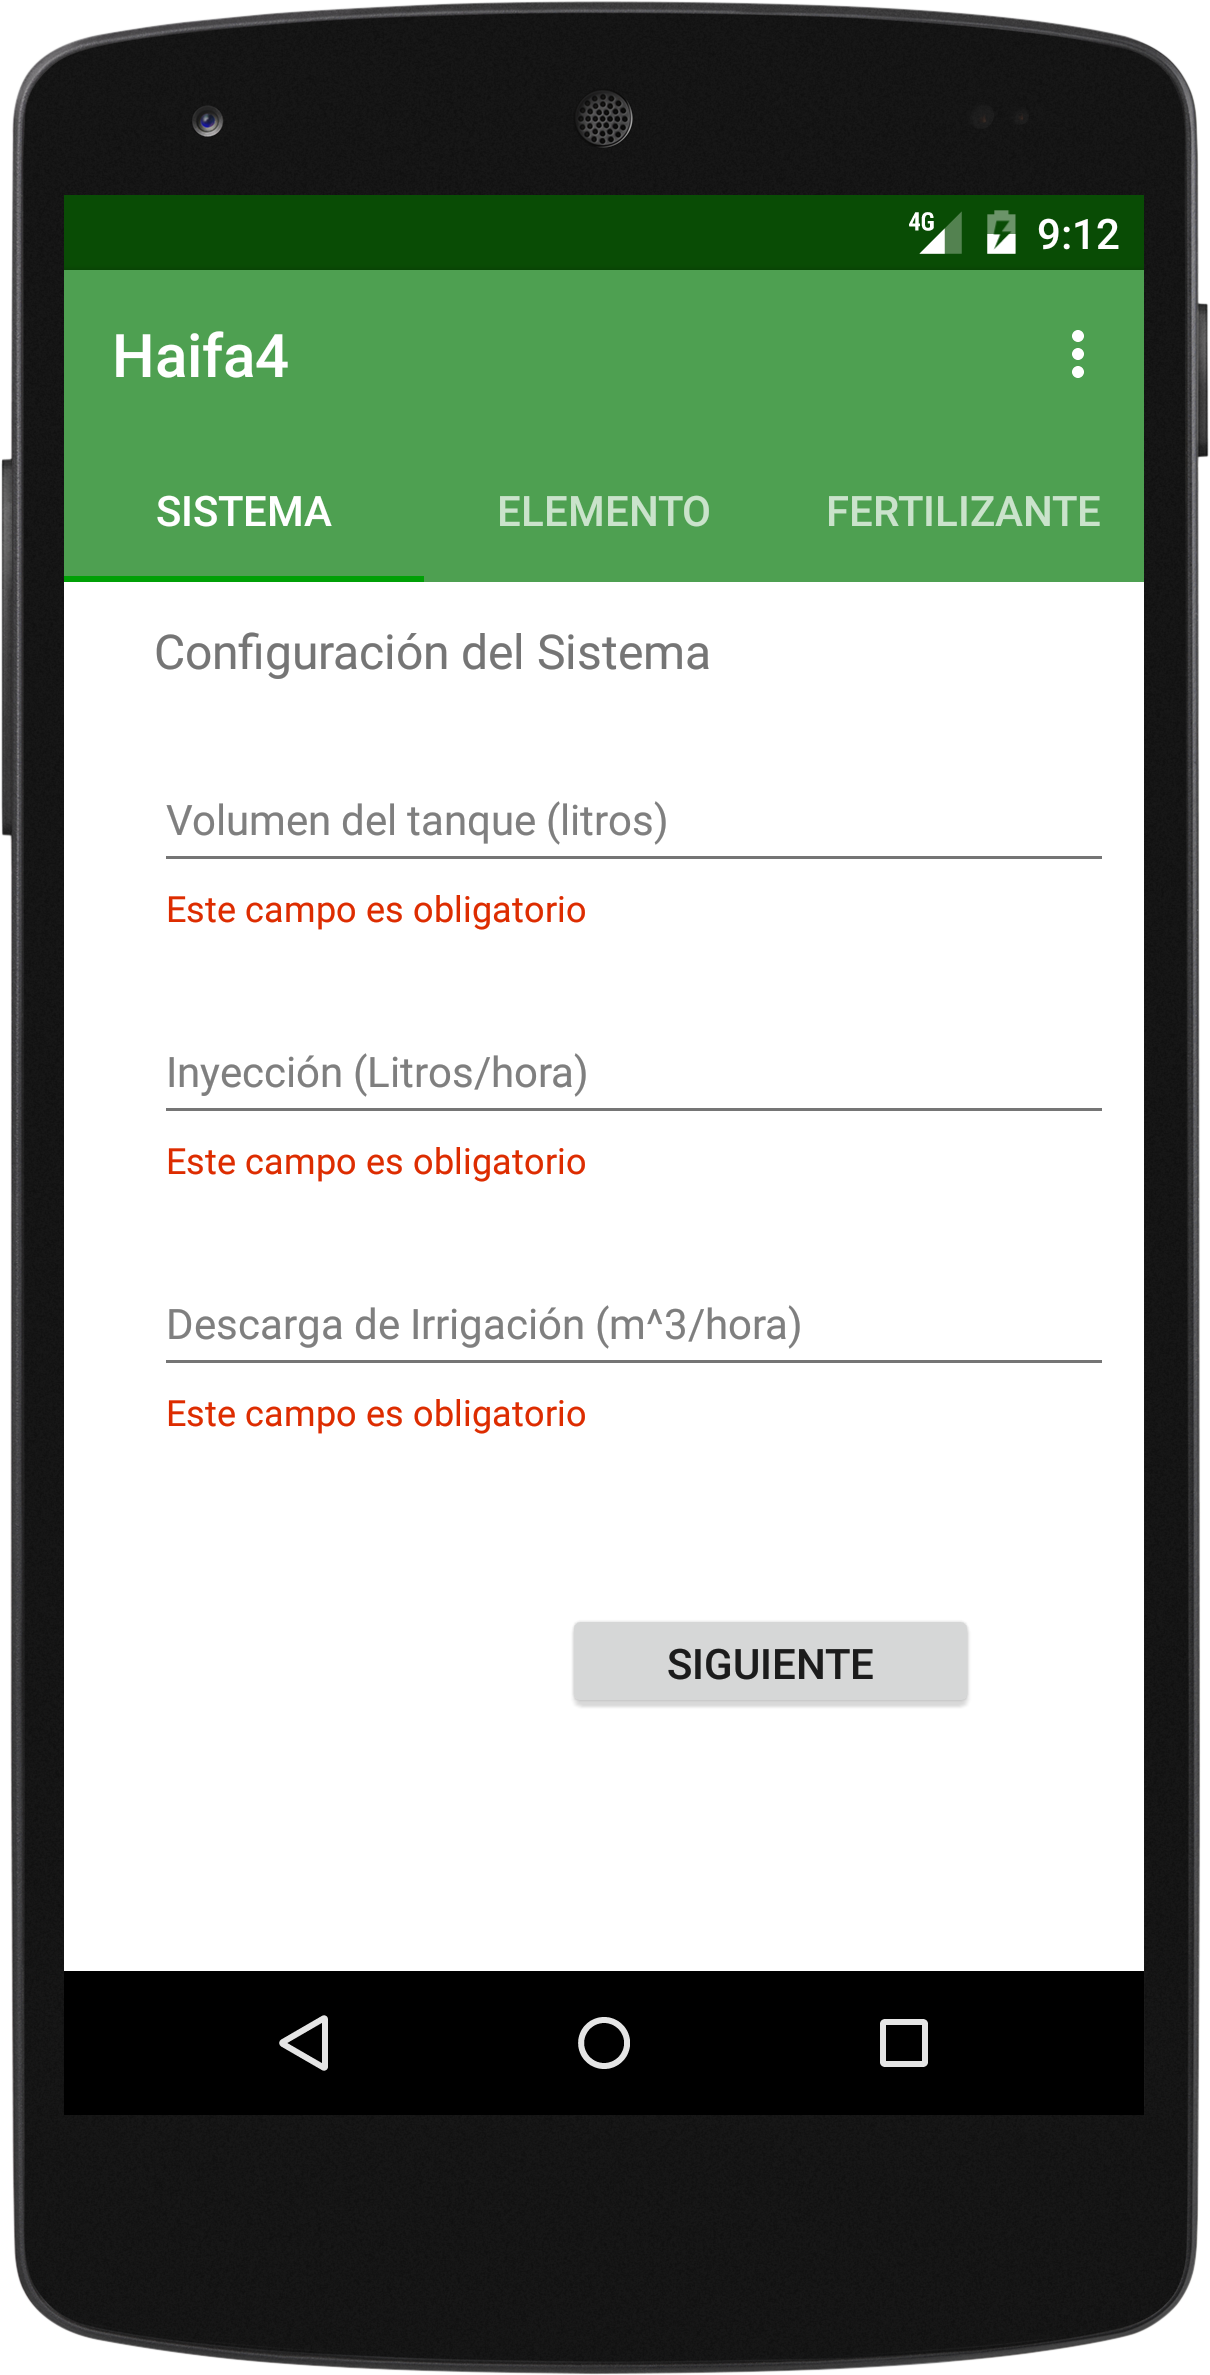 4G 9:12
Haifa4
SISTEMA ELEMENTO FERTILIZANTE
Configuración del Sistema
Volumen del tanque (litros)
Este campo es obligatorio
Inyección (Litros/hora)
Este campo es obligatorio
Descarga de Irrigación (m^3/hora)
Este campo es obligatorio
SIGUIENTE